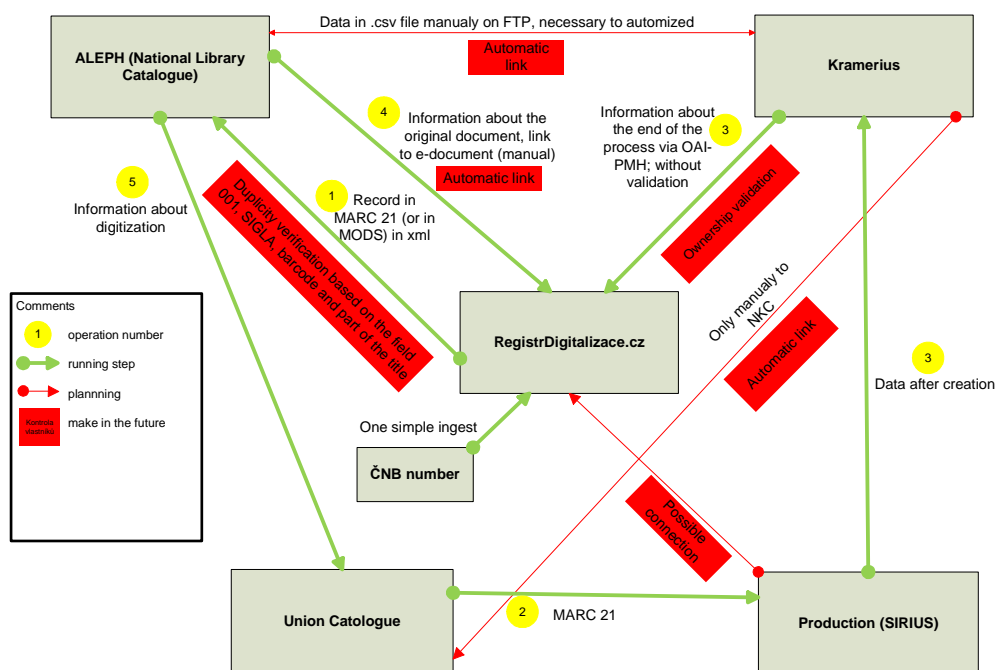 Data in .csv file manualy on FTP, necessary to automized
Automatic
link
ALEPH (National Library
Catalogue)
Kramerius
4
Information about the
original document, link
to e-document (manual)
Automatic link
Information about
the end of the
process via OAI-
PMH; without
validation
3
Ownership validation
5
Information about
digitization
1
Record in
MARC 21 (or in
MODS) in xml
Duplicity verification based on the field
001, SIGLA, barcode and part of the title
Only manualy to
NKC
Automatic link
Comments
1
operation number
running step
plannning
Kontrola
vlastníků
make in the future
RegistrDigitalizace.cz
3
Data after creation
One simple ingest
ČNB number
Possible
connection
Union Catologue
2
MARC 21
Production (SIRIUS)